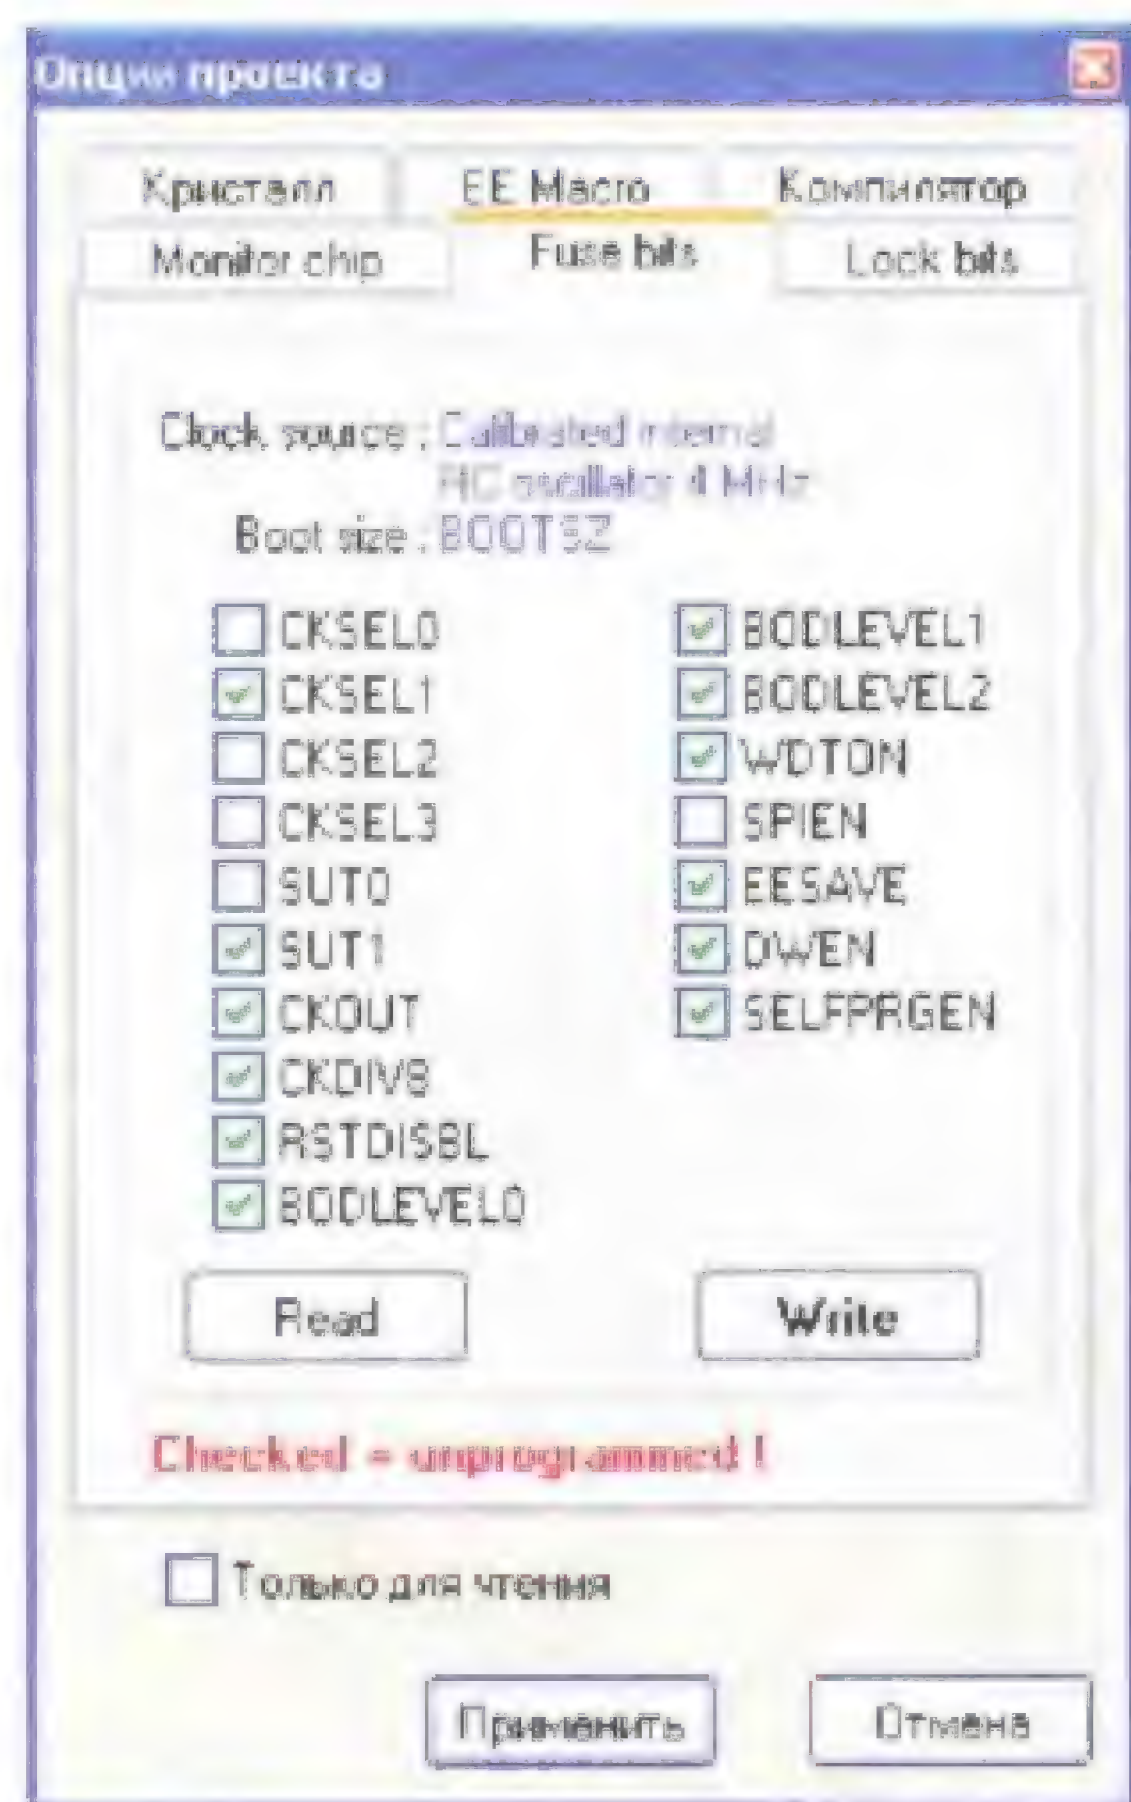 Опции проекта
Кристалл EE Macro Компилятор
Monitor chip Fuse bits Lock bits
Clock source : Calibrated internal
RC oscillator 4 MHz
Boot size : BOOTSZ
CKSEL0 BODLEVEL1
CKSEL1 BODLEVEL2
CKSEL2 WDTON
CKSEL3 SPIEN
SUT0 EESAVE
SUT1 DWEN
CKOUT SELFPRGEN
CKDIV8
RSTDISBL
BODLEVEL0
Read Write
Checked = unprogrammed !
Только для чтения
Применить Отмена